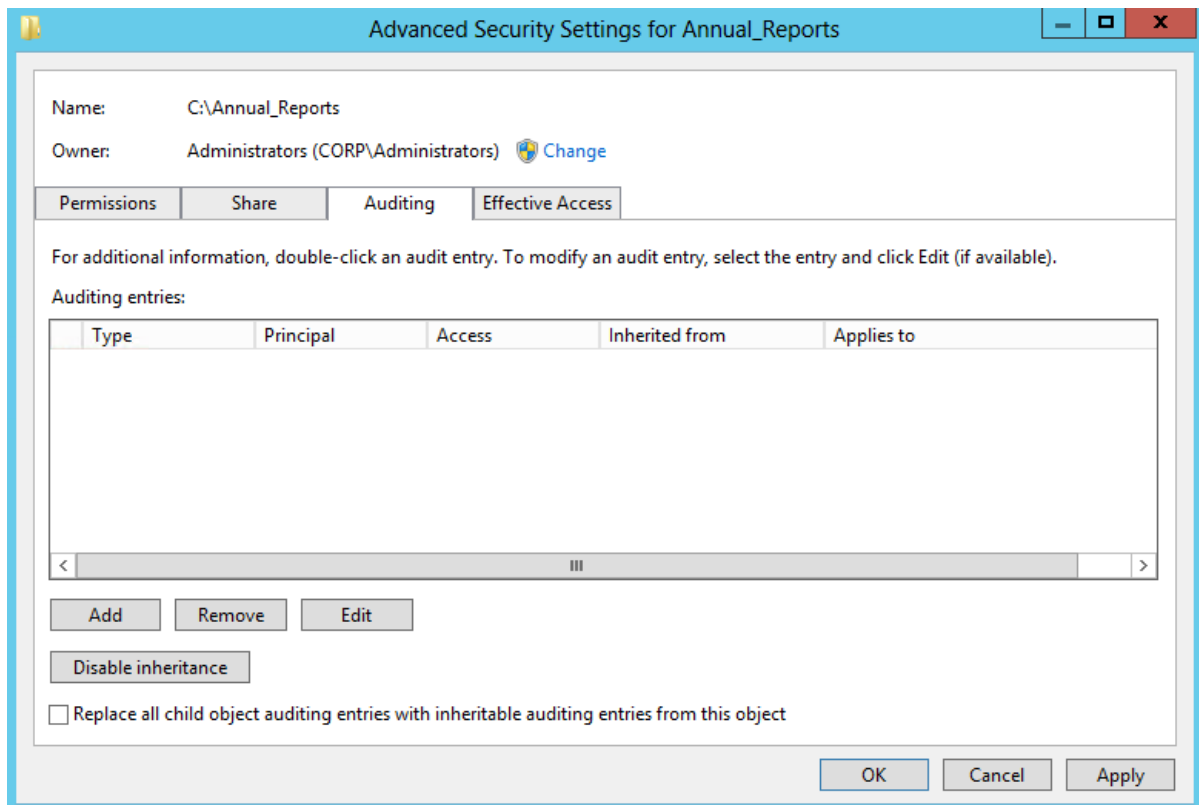 Advanced Security Settings for Annual_Reports
Name: C:\Annual_Reports
Owner: Administrators (CORP\Administrators) Change
Permissions Share Auditing Effective Access
For additional information, double-click an audit entry. To modify an audit entry, select the entry and click Edit (if available).
Auditing entries:
Type Principal Access Inherited from Applies to
Add Remove Edit
Disable inheritance
Replace all child object auditing entries with inheritable auditing entries from this object
OK Cancel Apply